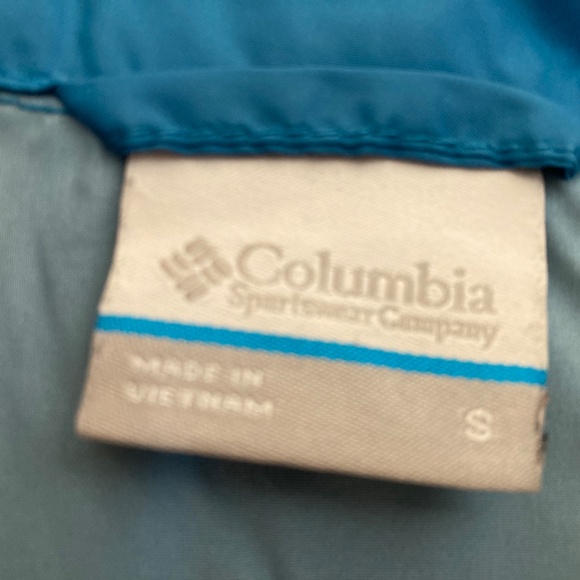 Columbia
Sportswear Company
MADE IN
VIETNAM
S